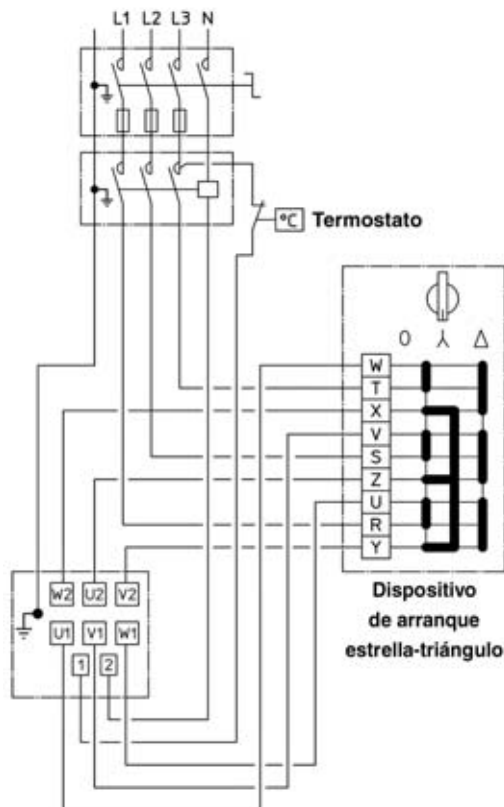 L1 L2 L3 N
°C Termostato
0 Y Δ
W
T
X
V
S
Z
U
R
Y
Dispositivo
de arranque
estrella-triángulo
W2 U2 V2
U1 V1 W1
1 2